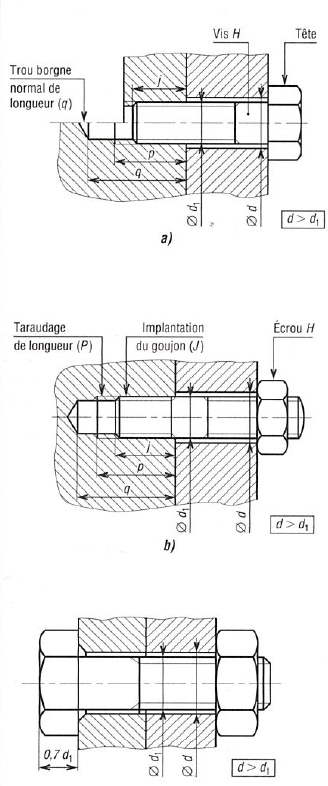 Vis H
Tête
Trou borgne
normal de
longueur (q)
j
p
q
Ø d₁
Ø d
d > d₁
a)
Taraudage
de longueur (P)
Implantation
du goujon (J)
Écrou H
j
p
q
Ø d₁
Ø d
d > d₁
b)
0,7 d₁
Ø d₁
Ø d
d > d₁